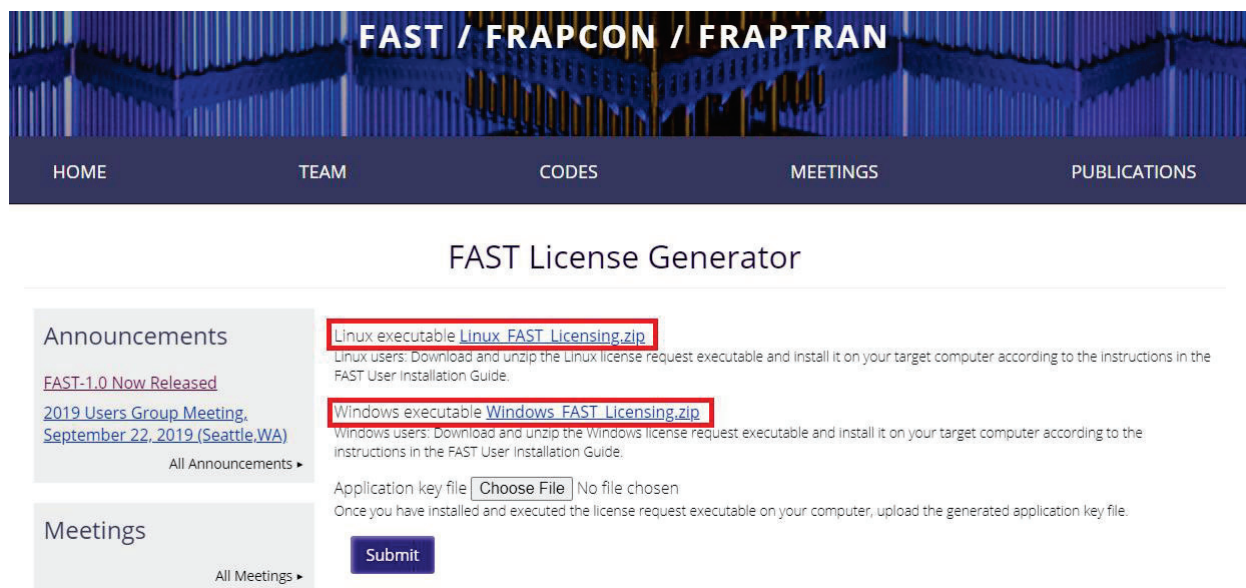 FAST / FRAPCON / FRAPTRAN
HOME TEAM CODES MEETINGS PUBLICATIONS
FAST License Generator
Announcements
FAST-1.0 Now Released
2019 Users Group Meeting,
September 22, 2019 (Seattle,WA)
All Announcements ▸
Meetings
All Meetings ▸
Linux executable Linux_FAST_Licensing.zip
Linux users: Download and unzip the Linux license request executable and install it on your target computer according to the instructions in the
FAST User Installation Guide.
Windows executable Windows_FAST_Licensing.zip
Windows users: Download and unzip the Windows license request executable and install it on your target computer according to the
instructions in the FAST User Installation Guide.
Application key file Choose File No file chosen
Once you have installed and executed the license request executable on your computer, upload the generated application key file.
Submit